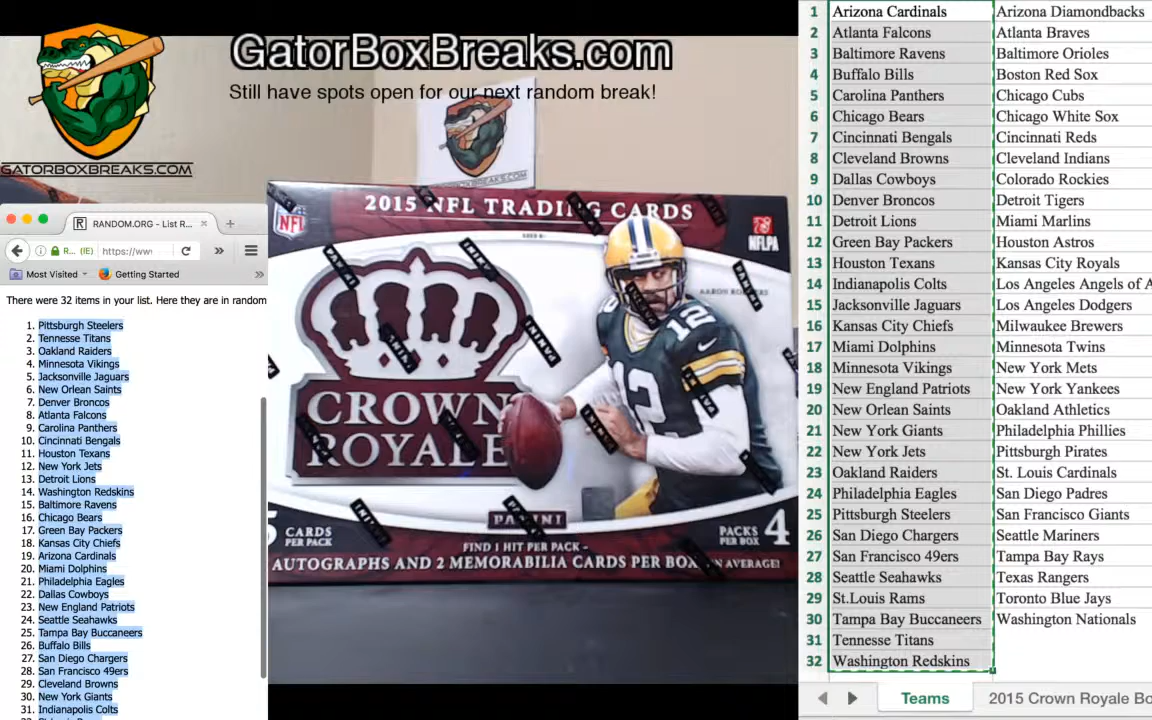 GatorBoxBreaks.com
Still have spots open for our next random break!
GATORBOXBREAKS.COM
RANDOM.ORG - List R...
R... (IE)
https://ww
Most Visited
Getting Started
There were 32 items in your list. Here they are in random
1. Pittsburgh Steelers
2. Tennesse Titans
3. Oakland Raiders
4. Minnesota Vikings
5. Jacksonville Jaguars
6. New Orlean Saints
7. Denver Broncos
8. Atlanta Falcons
9. Carolina Panthers
10. Cincinnati Bengals
11. Houston Texans
12. New York Jets
13. Detroit Lions
14. Washington Redskins
15. Baltimore Ravens
16. Chicago Bears
17. Green Bay Packers
18. Kansas City Chiefs
19. Arizona Cardinals
20. Miami Dolphins
21. Philadelphia Eagles
22. Dallas Cowboys
23. New England Patriots
24. Seattle Seahawks
25. Tampa Bay Buccaneers
26. Buffalo Bills
27. San Diego Chargers
28. San Francisco 49ers
29. Cleveland Browns
30. New York Giants
31. Indianapolis Colts
NFL
2015 NFL TRADING CARDS
NFLPA
AARON RODGERS
12
CROWN
ROYALE
PANINI
5 CARDS
PER PACK
PACKS
PER BOX 4
FIND 1 HIT PER PACK -
AUTOGRAPHS AND 2 MEMORABILIA CARDS PER BOX, ON AVERAGE!
1 Arizona Cardinals Arizona Diamondbacks
2 Atlanta Falcons Atlanta Braves
3 Baltimore Ravens Baltimore Orioles
4 Buffalo Bills Boston Red Sox
5 Carolina Panthers Chicago Cubs
6 Chicago Bears Chicago White Sox
7 Cincinnati Bengals Cincinnati Reds
8 Cleveland Browns Cleveland Indians
9 Dallas Cowboys Colorado Rockies
10 Denver Broncos Detroit Tigers
11 Detroit Lions Miami Marlins
12 Green Bay Packers Houston Astros
13 Houston Texans Kansas City Royals
14 Indianapolis Colts Los Angeles Angels of A
15 Jacksonville Jaguars Los Angeles Dodgers
16 Kansas City Chiefs Milwaukee Brewers
17 Miami Dolphins Minnesota Twins
18 Minnesota Vikings New York Mets
19 New England Patriots New York Yankees
20 New Orlean Saints Oakland Athletics
21 New York Giants Philadelphia Phillies
22 New York Jets Pittsburgh Pirates
23 Oakland Raiders St. Louis Cardinals
24 Philadelphia Eagles San Diego Padres
25 Pittsburgh Steelers San Francisco Giants
26 San Diego Chargers Seattle Mariners
27 San Francisco 49ers Tampa Bay Rays
28 Seattle Seahawks Texas Rangers
29 St.Louis Rams Toronto Blue Jays
30 Tampa Bay Buccaneers Washington Nationals
31 Tennesse Titans
32 Washington Redskins
Teams
2015 Crown Royale Bo